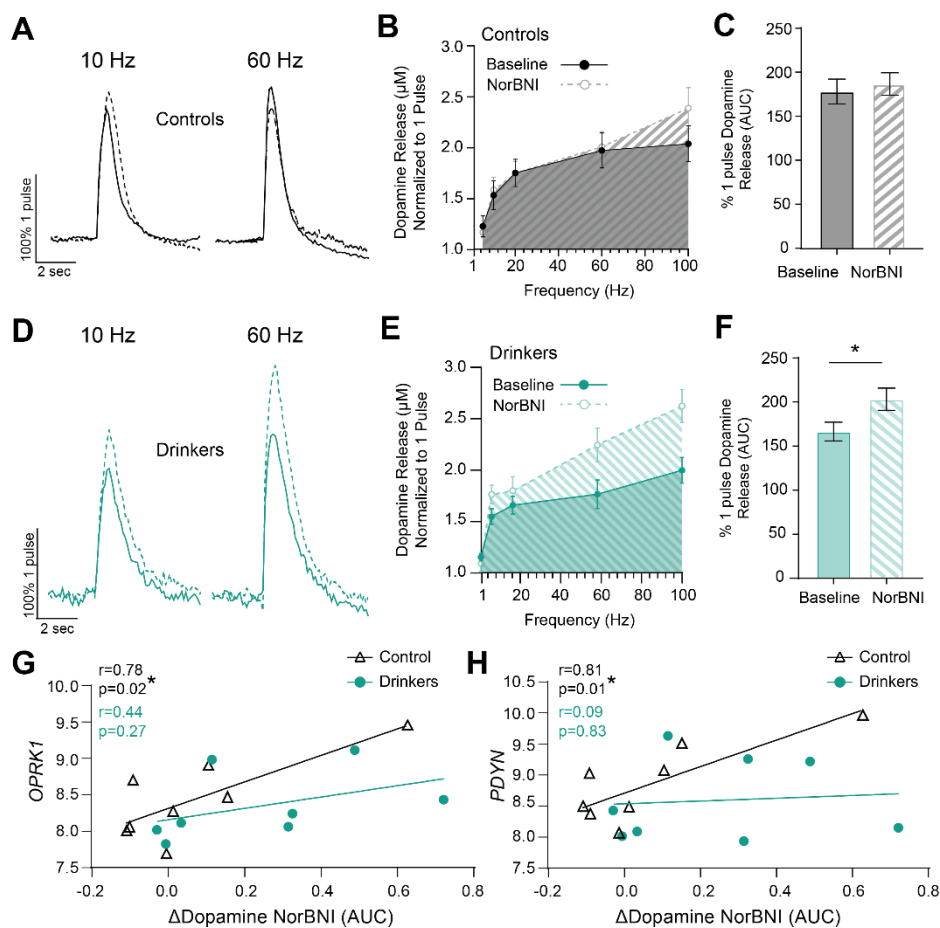 A
10 Hz
60 Hz
Controls
100% 1 pulse
2 sec
B
Controls
Baseline
NorBNI
Dopamine Release (µM)
Normalized to 1 Pulse
3.0
2.5
2.0
1.5
1.0
1
20
40
60
80
100
Frequency (Hz)
C
% 1 pulse Dopamine
Release (AUC)
250
200
150
100
50
0
Baseline
NorBNI
D
10 Hz
60 Hz
Drinkers
100% 1 pulse
2 sec
E
Drinkers
Baseline
NorBNI
Dopamine Release (µM)
Normalized to 1 Pulse
3.0
2.5
2.0
1.5
1.0
1
20
40
60
80
100
Frequency (Hz)
F
*
% 1 pulse Dopamine
Release (AUC)
250
200
150
100
50
0
Baseline
NorBNI
G
r=0.78
p=0.02 *
r=0.44
p=0.27
Control
Drinkers
OPRK1
10.0
9.5
9.0
8.5
8.0
7.5
-0.2
0.0
0.2
0.4
0.6
0.8
ΔDopamine NorBNI (AUC)
H
r=0.81
p=0.01 *
r=0.09
p=0.83
Control
Drinkers
PDYN
10.5
10.0
9.5
9.0
8.5
8.0
7.5
-0.2
0.0
0.2
0.4
0.6
0.8
ΔDopamine NorBNI (AUC)